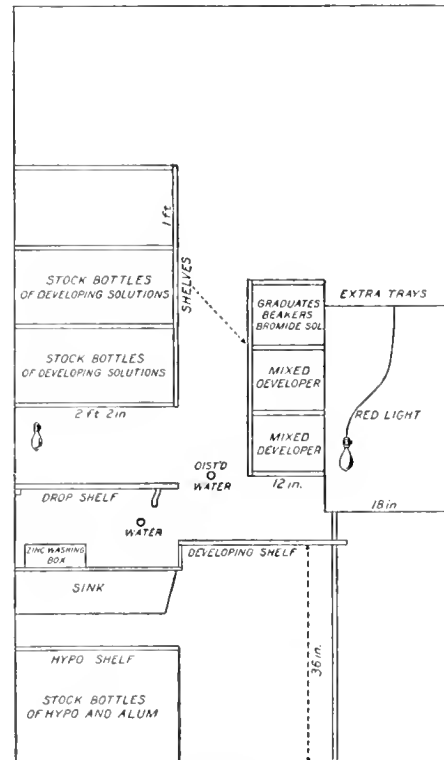 1 ft
SHELVES
STOCK BOTTLES
OF DEVELOPING SOLUTIONS
STOCK BOTTLES
OF DEVELOPING SOLUTIONS
2 ft 2 in
GRADUATES
BEAKERS
BROMIDE SOL.
MIXED
DEVELOPER
MIXED
DEVELOPER
12 in.
EXTRA TRAYS
RED LIGHT
18 in
DIST'D
WATER
DROP SHELF
WATER
ZINC WASHING
BOX
DEVELOPING SHELF
SINK
36 in.
HYPO SHELF
STOCK BOTTLES
OF HYPO AND ALUM